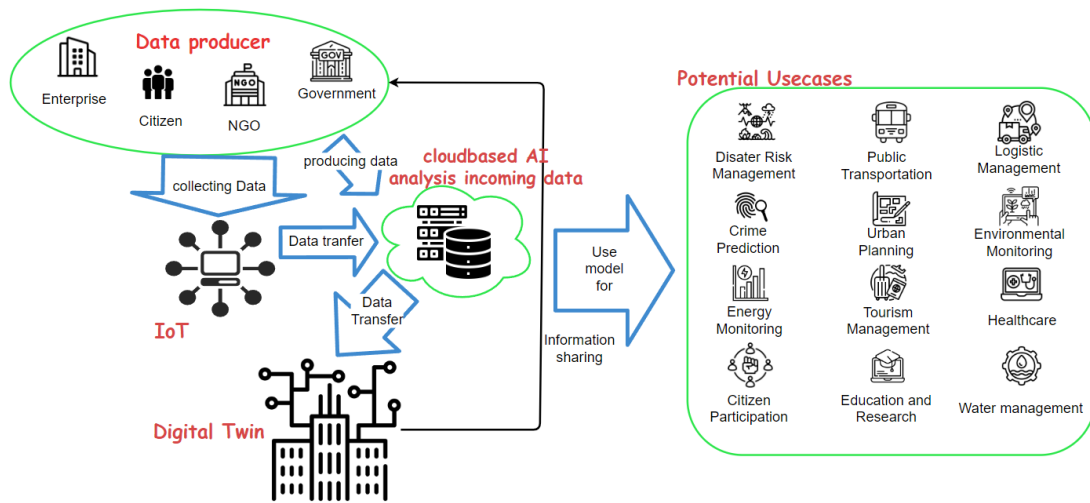 Data producer
Enterprise
Citizen
NGO
NGO
GOV
Government
collecting Data
producing data
cloudbased AI
analysis incoming data
IoT
Data tranfer
Data
Transfer
Digital Twin
Use
model
for
Information
sharing
Potential Usecases
Disater Risk
Management
Public
Transportation
Logistic
Management
Crime
Prediction
Urban
Planning
Environmental
Monitoring
Energy
Monitoring
Tourism
Management
Healthcare
Citizen
Participation
Education and
Research
Water management